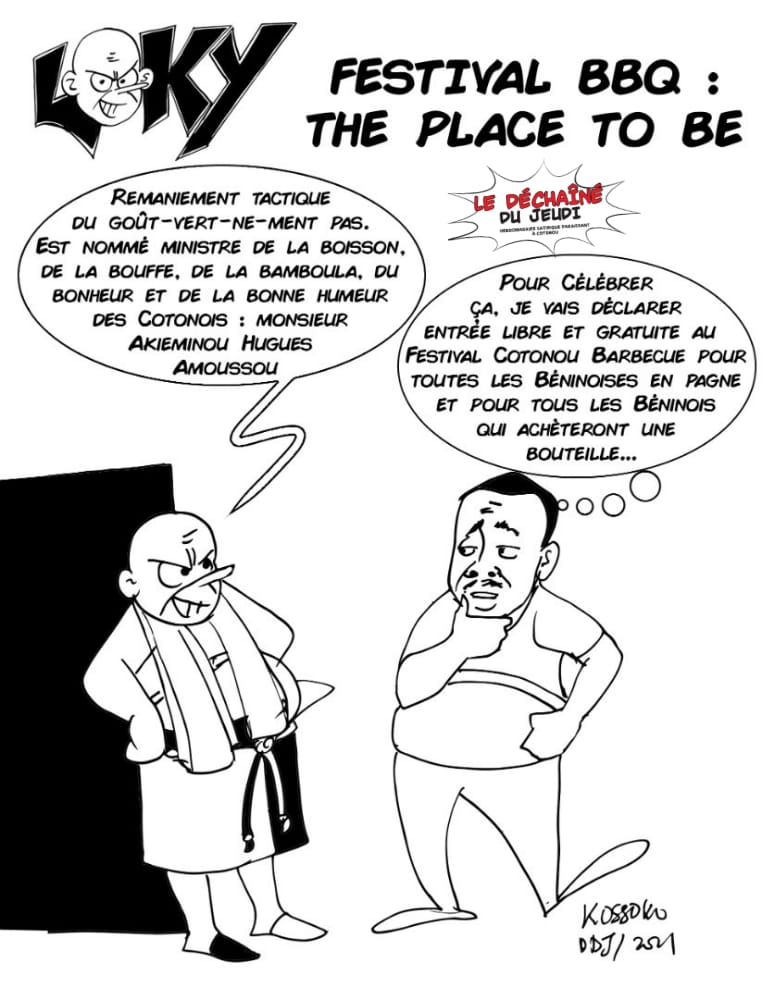 LOKY
FESTIVAL BBQ :
THE PLACE TO BE
LE DÉCHAÎNÉ
DU JEUDI
HEBDOMADAIRE SATIRIQUE PARAISSANT
À COTONOU
REMANIEMENT TACTIQUE
DU GOÛT-VERT-NE-MENT PAS.
EST NOMMÉ MINISTRE DE LA BOISSON,
DE LA BOUFFE, DE LA BAMBOULA, DU
BONHEUR ET DE LA BONNE HUMEUR
DES COTONOIS : MONSIEUR
AKIEMINOU HUGUES
AMOUSSOU
POUR CÉLÉBRER
ÇA, JE VAIS DÉCLARER
ENTRÉE LIBRE ET GRATUITE AU
FESTIVAL COTONOU BARBECUE POUR
TOUTES LES BÉNINOISES EN PAGNE
ET POUR TOUS LES BÉNINOIS
QUI ACHÈTERONT UNE
BOUTEILLE...
KOSSOKO
DDJ/2021